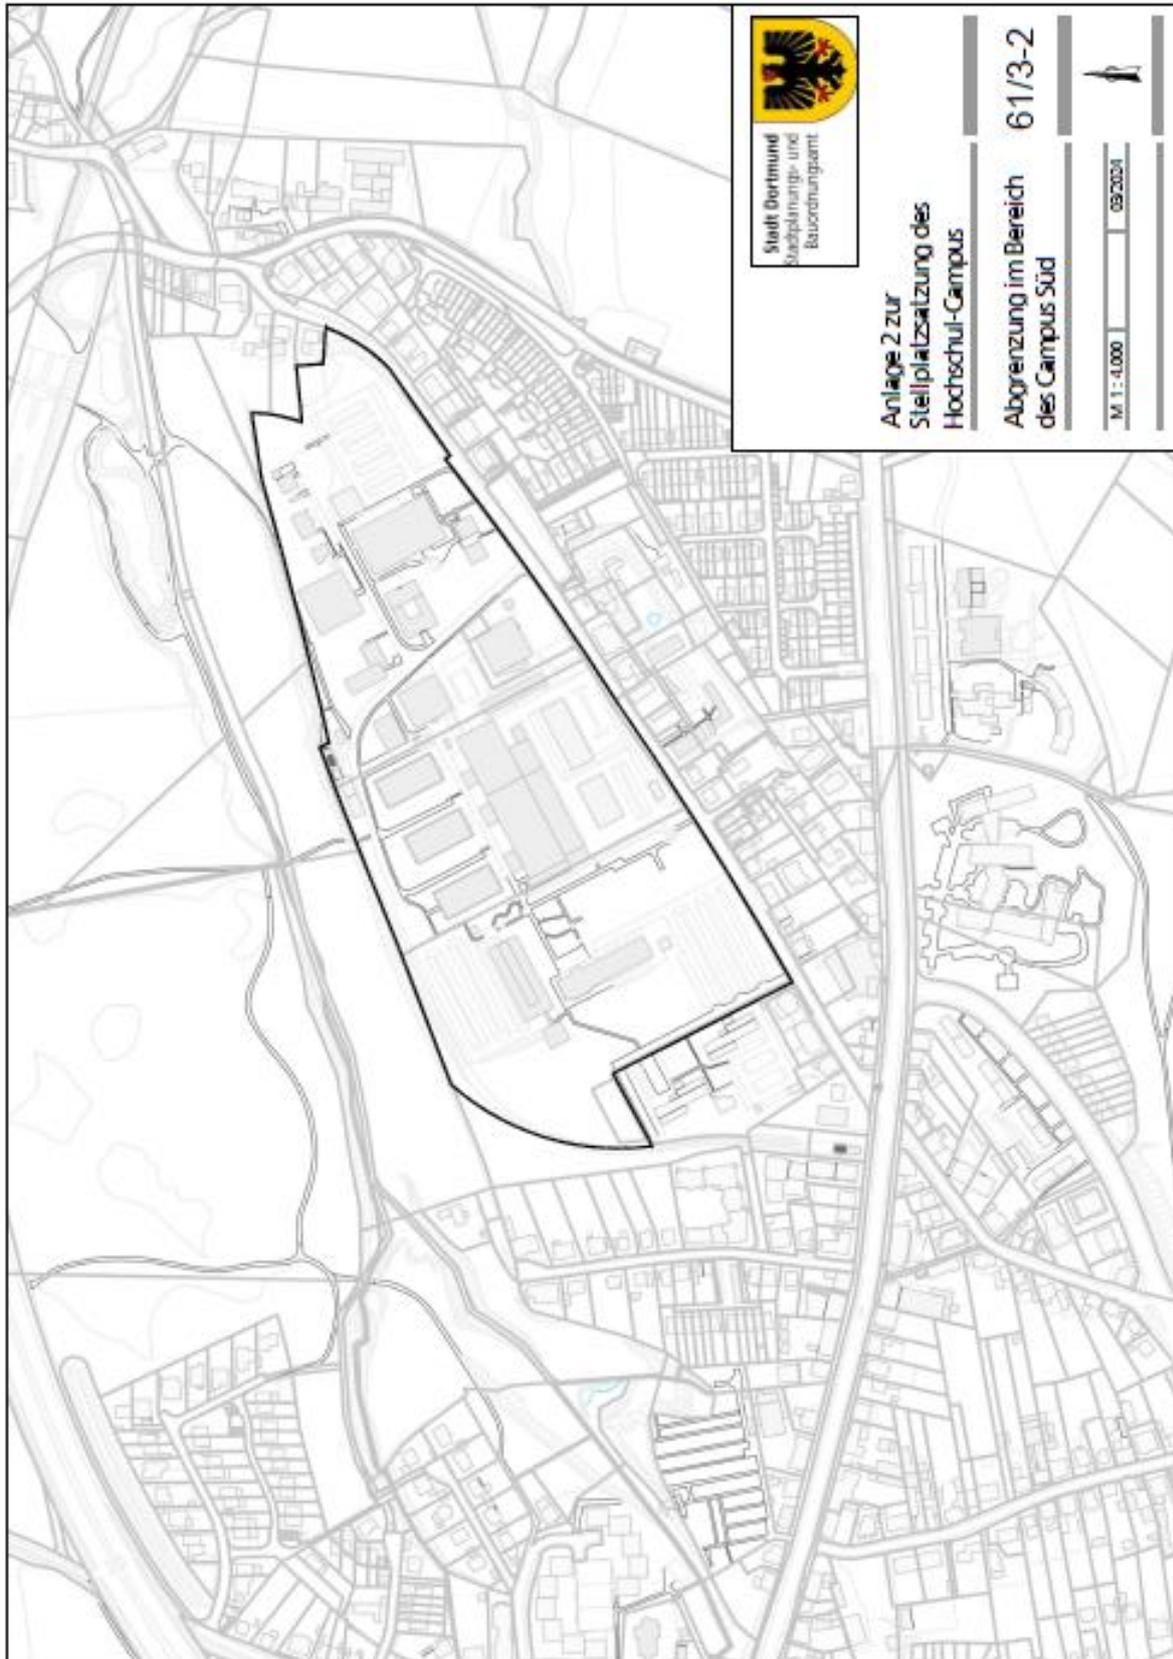 Stadt Dortmund
Stadtplanungs- und
Bauordnungsamt
Anlage 2 zur
Stellplatzsatzung des
Hochschul-Campus
Abgrenzung im Bereich
des Campus Süd
61/3-2
M 1 : 4.000
03/2024